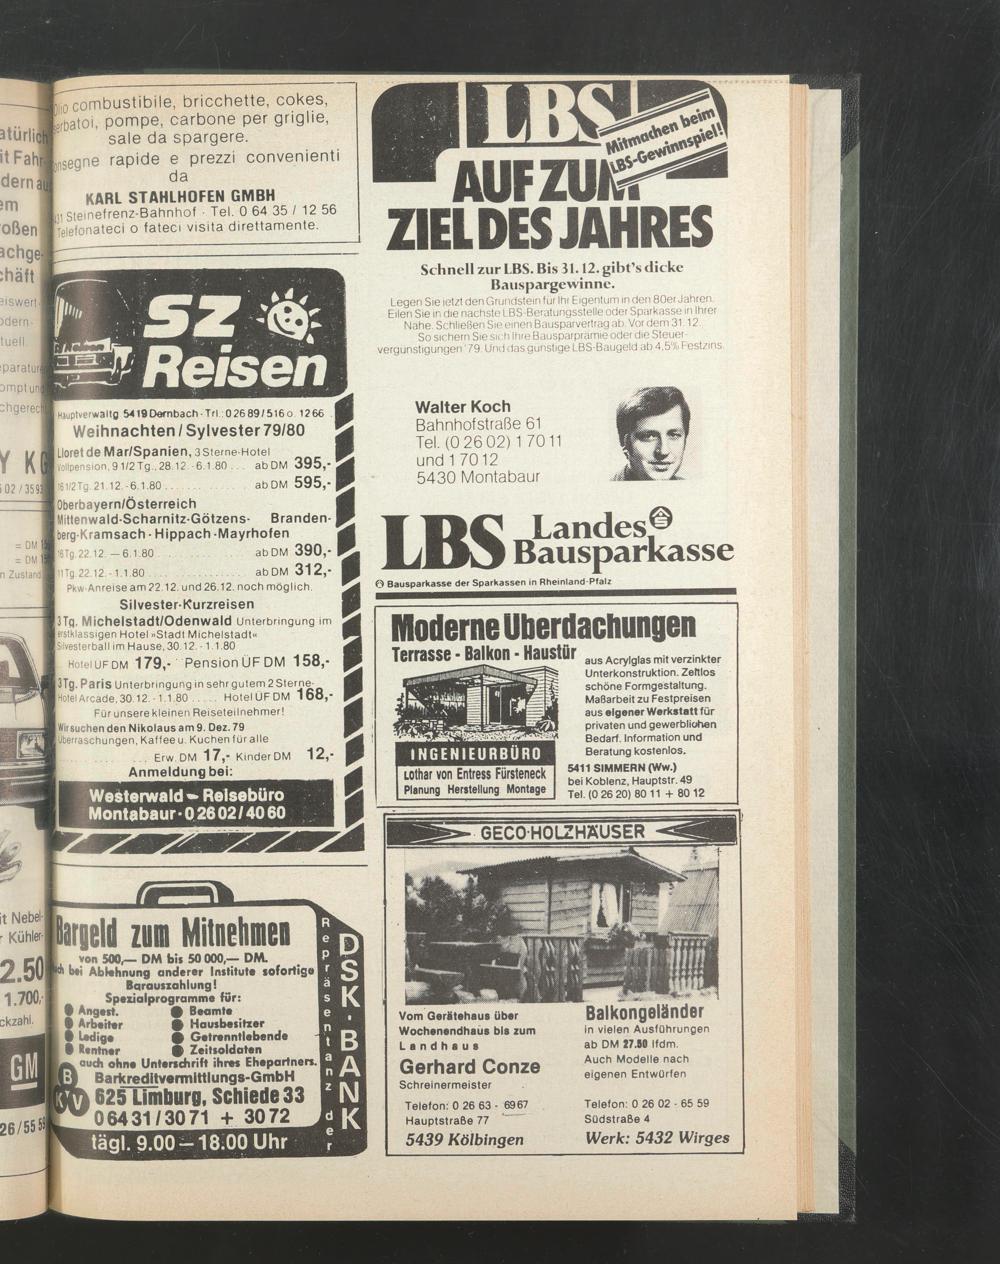 combustibile, bricchette, cokes,
pompe, carbone per griglie,
sale da spargere.
rapide e prezzi convenienti
da
KARL STAHLHOFEN GMBH
Steinefrenz-Bahnhof · Tel. 0 64 35 / 12 56
Telefonateci o fateci visita direttamente.
SZ
Reisen
Hauptverwaltg 5419 Dernbach · Trl.: 0 26 89 / 516 o. 12 66
Weihnachten / Sylvester 79/80
Lloret de Mar/Spanien, 3 Sterne-Hotel
Vollpension, 9 1/2 Tg., 28.12. - 6.1.80 ... ab DM 395,-
16 1/2 Tg. 21.12. - 6.1.80 ... ab DM 595,-
Oberbayern/Österreich
Mittenwald-Scharnitz-Götzens- Branden-
berg-Kramsach - Hippach - Mayrhofen
16 Tg. 22.12. — 6.1.80 ... ab DM 390,-
11 Tg. 22.12. - 1.1.80 ... ab DM 312,-
Pkw-Anreise am 22.12. und 26.12. noch möglich.
Silvester-Kurzreisen
3 Tg. Michelstadt/Odenwald Unterbringung im
erstklassigen Hotel »Stadt Michelstadt«
Silvesterball im Hause, 30.12. - 1.1.80
Hotel ÜF DM 179,- Pension ÜF DM 158,-
3 Tg. Paris Unterbringung in sehr gutem 2 Sterne-
Hotel Arcade, 30.12. - 1.1.80 ... Hotel ÜF DM 168,-
Für unsere kleinen Reiseteilnehmer!
Wir suchen den Nikolaus am 9. Dez. 79
Überraschungen, Kaffee u. Kuchen für alle
... Erw. DM 17,- Kinder DM 12,-
Anmeldung bei:
Westerwald - Reisebüro
Montabaur · 0 26 02 / 40 60
Bargeld zum Mitnehmen
von 500,— DM bis 50 000,— DM.
bei Ablehnung anderer Institute sofortige
Barauszahlung!
Spezialprogramme für:
Angest.
Arbeiter
Ledige
Rentner
Beamte
Hausbesitzer
Getrenntlebende
Zeitsoldaten
auch ohne Unterschrift ihres Ehepartners.
BKV
Barkreditvermittlungs-GmbH
625 Limburg, Schiede 33
0 64 31 / 30 71 + 30 72
tägl. 9.00 — 18.00 Uhr
Repräsentanz der
DSK-BANK
LBS
Mitmachen beim
LBS-Gewinnspiel!
AUF ZUM
ZIEL DES JAHRES
Schnell zur LBS. Bis 31. 12. gibt's dicke
Bauspargewinne.
Legen Sie jetzt den Grundstein für Ihr Eigentum in den 80er Jahren.
Eilen Sie in die nächste LBS-Beratungsstelle oder Sparkasse in Ihrer
Nähe. Schließen Sie einen Bausparvertrag ab. Vor dem 31. 12.
So sichern Sie sich Ihre Bausparprämie oder die Steuer-
vergünstigungen '79. Und das günstige LBS-Baugeld ab 4,5% Festzins.
Walter Koch
Bahnhofstraße 61
Tel. (0 26 02) 1 70 11
und 1 70 12
5430 Montabaur
LBS Landes
Bausparkasse
Bausparkasse der Sparkassen in Rheinland-Pfalz
Moderne Überdachungen
Terrasse - Balkon - Haustür
aus Acrylglas mit verzinkter
Unterkonstruktion. Zeitlos
schöne Formgestaltung.
Maßarbeit zu Festpreisen
aus eigener Werkstatt für
privaten und gewerblichen
Bedarf. Information und
Beratung kostenlos.
INGENIEURBÜRO
Lothar von Entress Fürsteneck
Planung Herstellung Montage
5411 SIMMERN (Ww.)
bei Koblenz, Hauptstr. 49
Tel. (0 26 20) 80 11 + 80 12
GECO-HOLZHÄUSER
Vom Gerätehaus über
Wochenendhaus bis zum
Landhaus
Gerhard Conze
Schreinermeister
Telefon: 0 26 63 - 6967
Hauptstraße 77
5439 Kölbingen
Balkongeländer
in vielen Ausführungen
ab DM 27.50 lfdm.
Auch Modelle nach
eigenen Entwürfen
Telefon: 0 26 02 - 65 59
Südstraße 4
Werk: 5432 Wirges